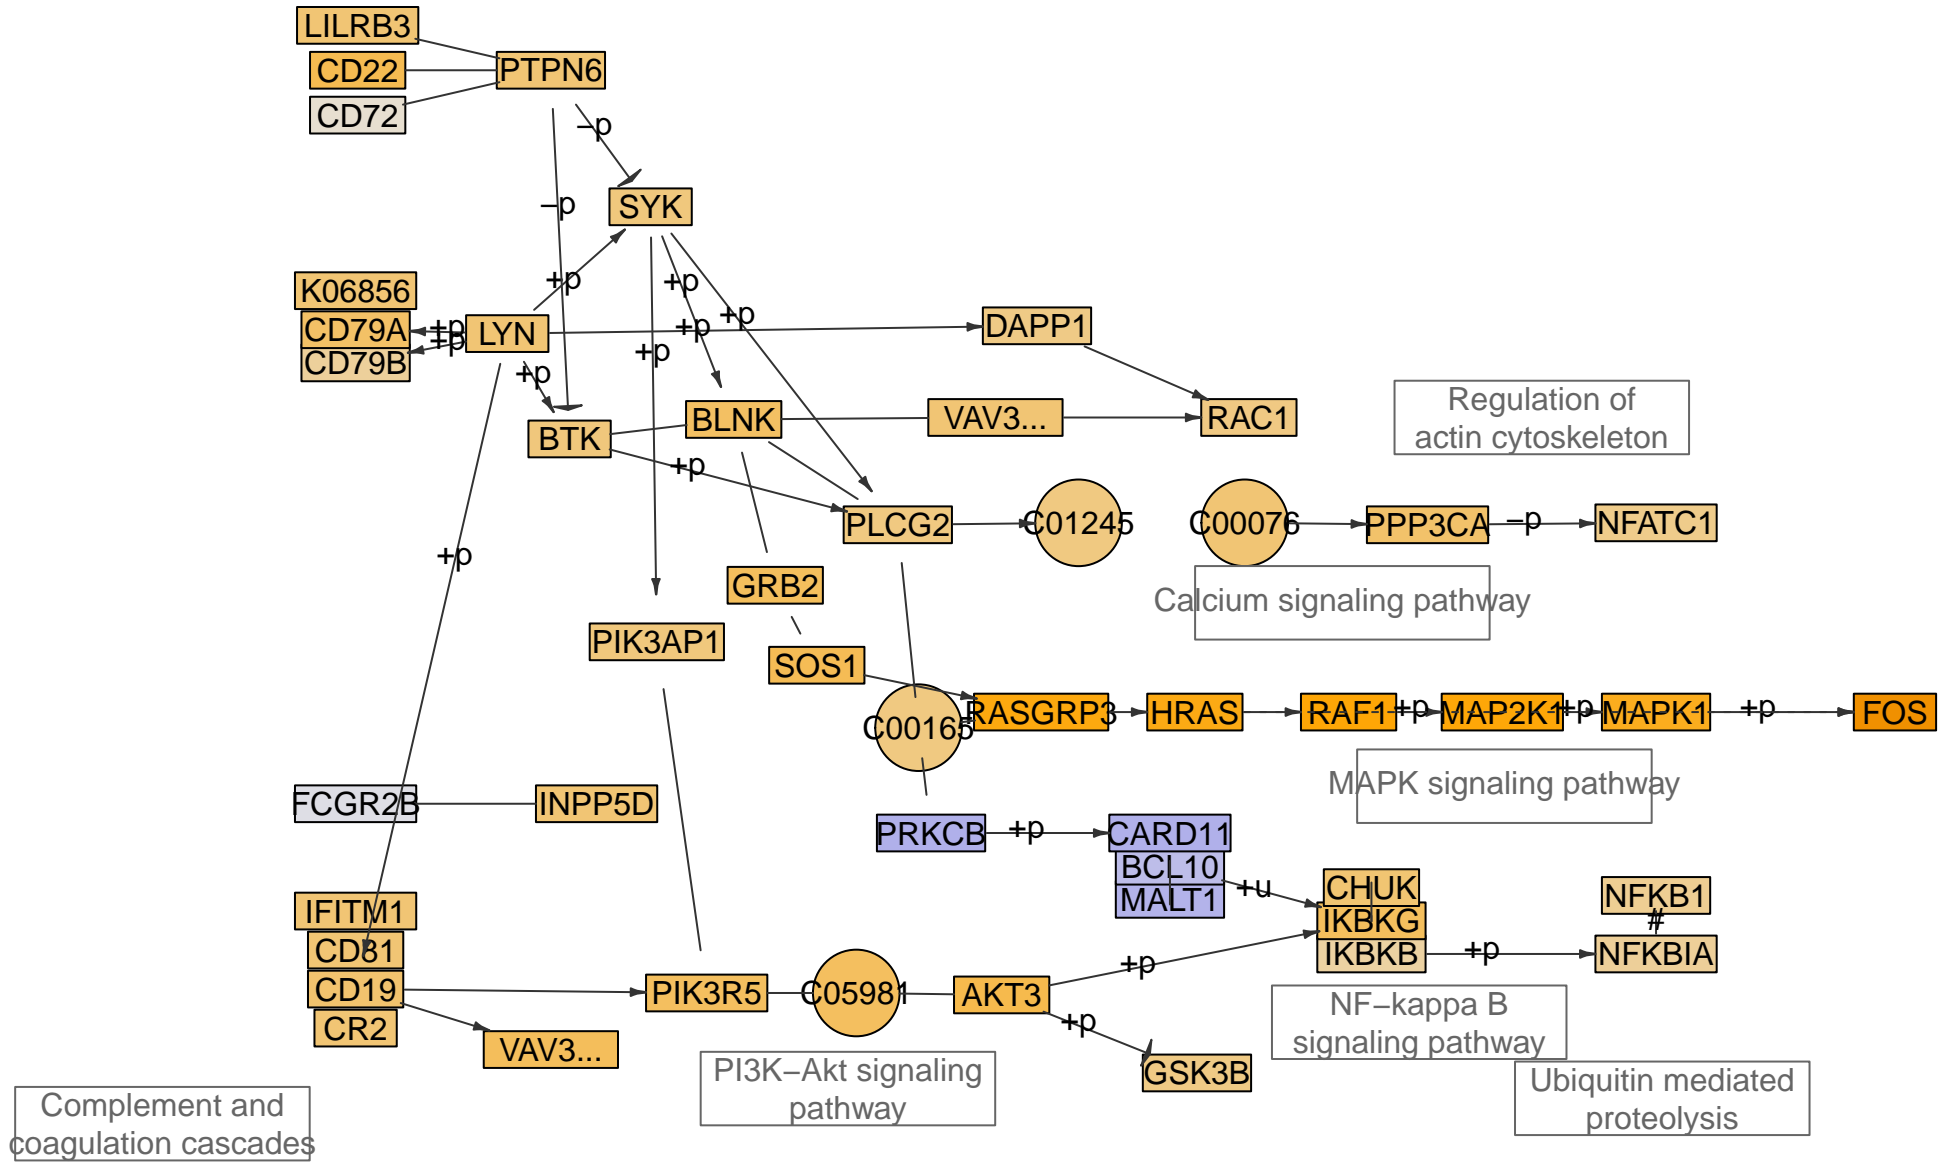 LILRB3
CD22
PTPN6
CD72
–p
SYK
–p
+p
+p
K06856
+p
CD79A
+p
LYN
+p
+p
DAPP1
+p
CD79B
+p
+p
BTK
BLNK
VAV3...
RAC1
Regulation of
actin cytoskeleton
+p
PLCG2
C01245
C00076
PPP3CA
–p
NFATC1
+p
GRB2
Calcium signaling pathway
PIK3AP1
SOS1
C00165
RASGRP3
HRAS
RAF1
+p
MAP2K1
+p
MAPK1
+p
FOS
MAPK signaling pathway
FCGR2B
INPP5D
PRKCB
+p
CARD11
BCL10
MALT1
+u
CHUK
IKBKG
IKBKB
+p
NFKB1
#
NFKBIA
IFITM1
CD81
CD19
CR2
VAV3...
PIK3R5
C05981
AKT3
+p
+p
GSK3B
NF–kappa B
signaling pathway
PI3K–Akt signaling
pathway
Ubiquitin mediated
proteolysis
Complement and
coagulation cascades